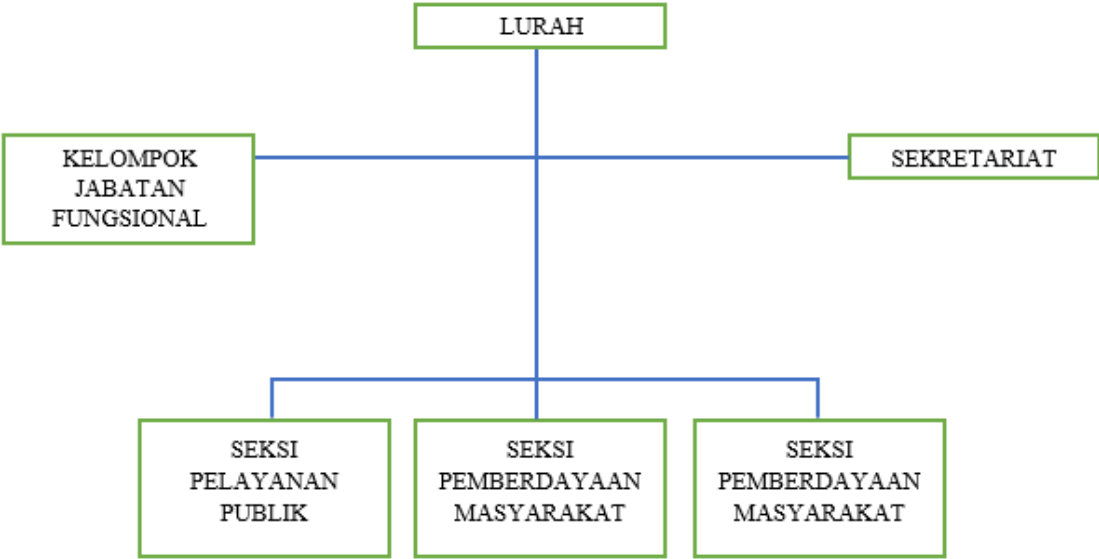 LURAH
KELOMPOK
JABATAN
FUNGSIONAL
SEKRETARIAT
SEKSI
PELAYANAN
PUBLIK
SEKSI
PEMBERDAYAAN
MASYARAKAT
SEKSI
PEMBERDAYAAN
MASYARAKAT